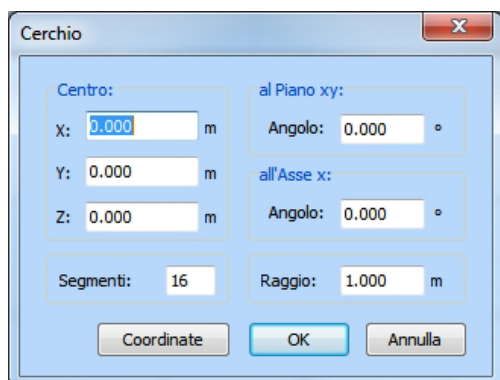 Cerchio
Centro:
X: 0.000 m
Y: 0.000 m
Z: 0.000 m
al Piano xy:
Angolo: 0.000 °
all'Asse x:
Angolo: 0.000 °
Segmenti: 16
Raggio: 1.000 m
Coordinate OK Annulla